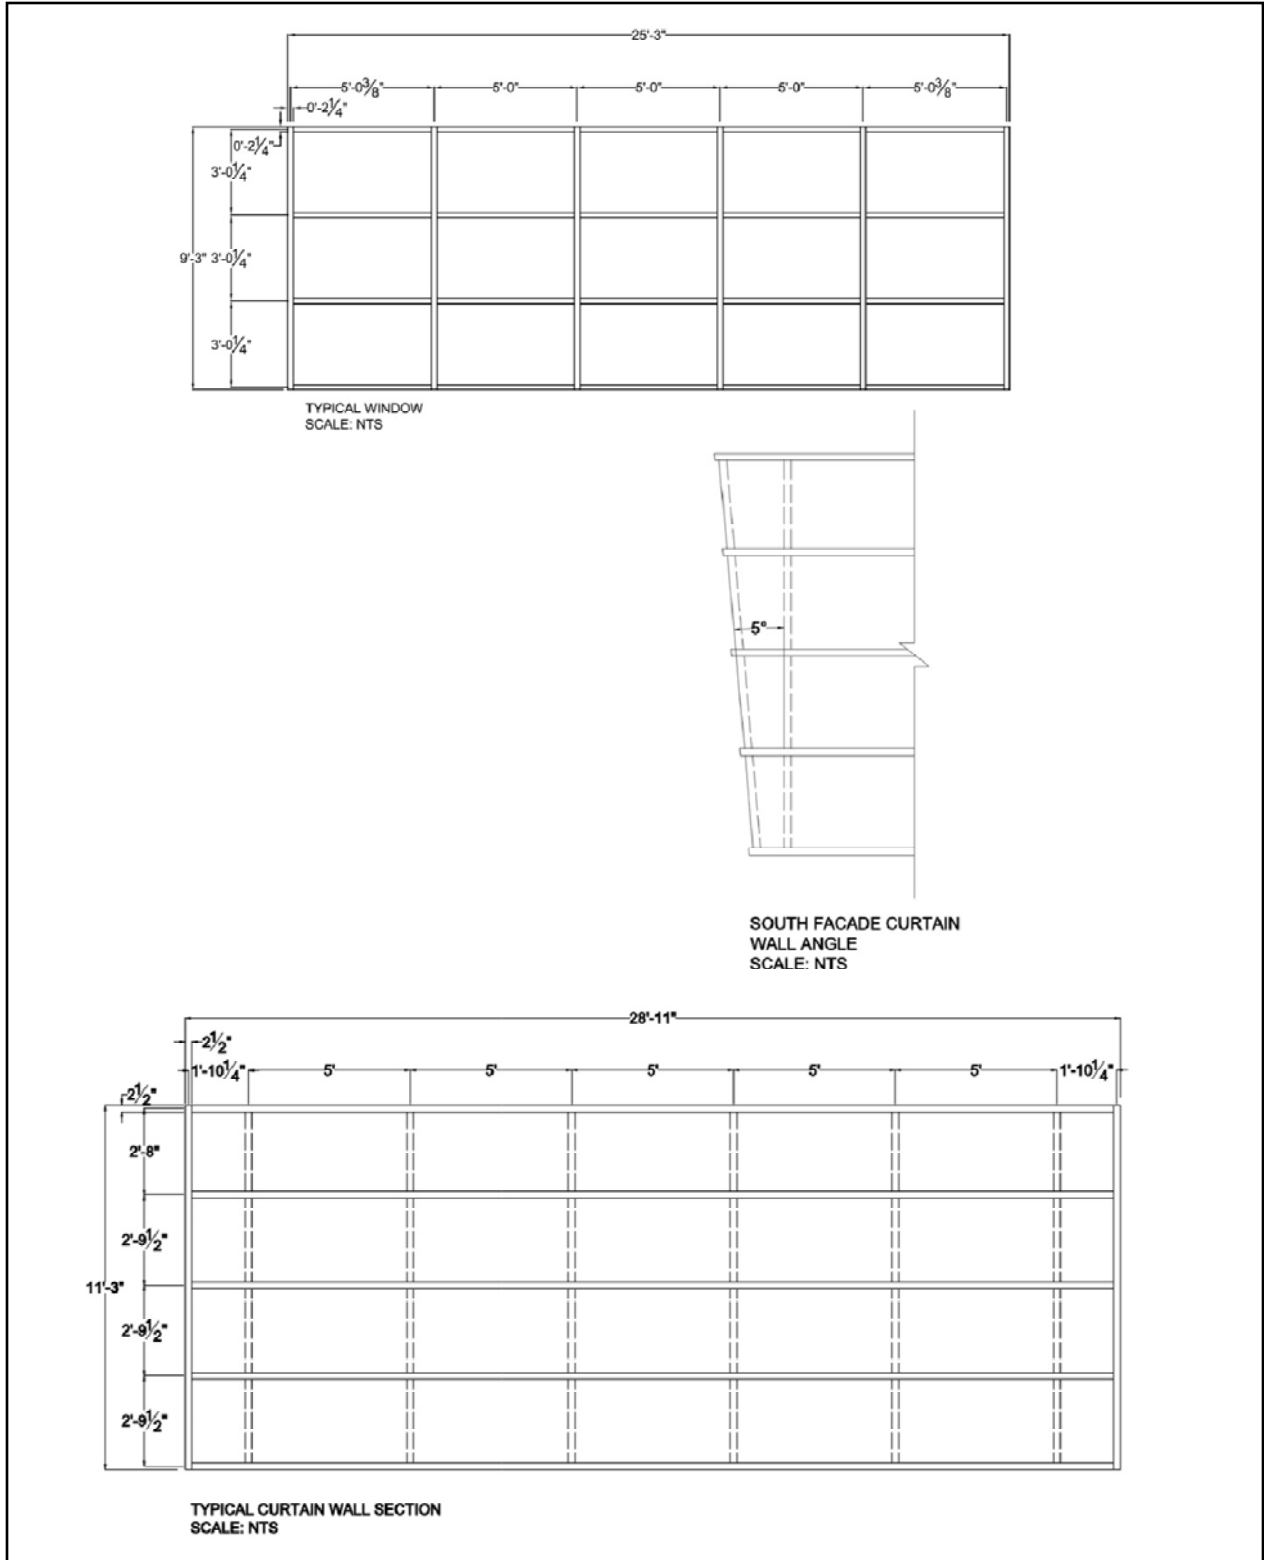 25'-3"
5'-0⅜" 5'-0" 5'-0" 5'-0" 5'-0⅜"
0'-2¼"
0'-2¼"
3'-0¼"
9'-3" 3'-0¼"
3'-0¼"
TYPICAL WINDOW
SCALE: NTS
5°
SOUTH FACADE CURTAIN
WALL ANGLE
SCALE: NTS
28'-11"
2½"
1'-10¼" 5' 5' 5' 5' 5' 1'-10¼"
2½"
2'-8"
2'-9½"
11'-3"
2'-9½"
2'-9½"
TYPICAL CURTAIN WALL SECTION
SCALE: NTS